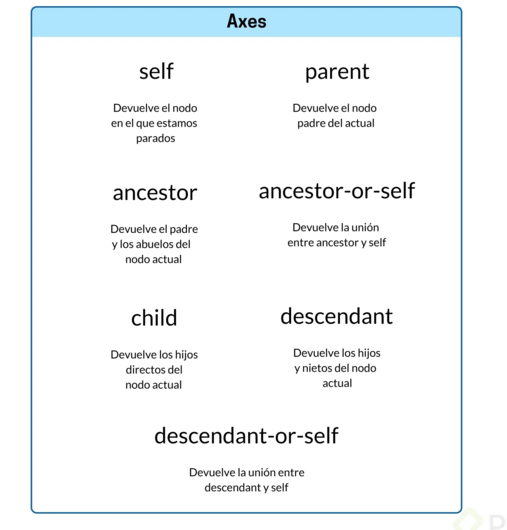 Axes
self
Devuelve el nodo
en el que estamos
parados
parent
Devuelve el nodo
padre del actual
ancestor
Devuelve el padre
y los abuelos del
nodo actual
ancestor-or-self
Devuelve la unión
entre ancestor y self
child
Devuelve los hijos
directos del
nodo actual
descendant
Devuelve los hijos
y nietos del nodo
actual
descendant-or-self
Devuelve la unión entre
descendant y self